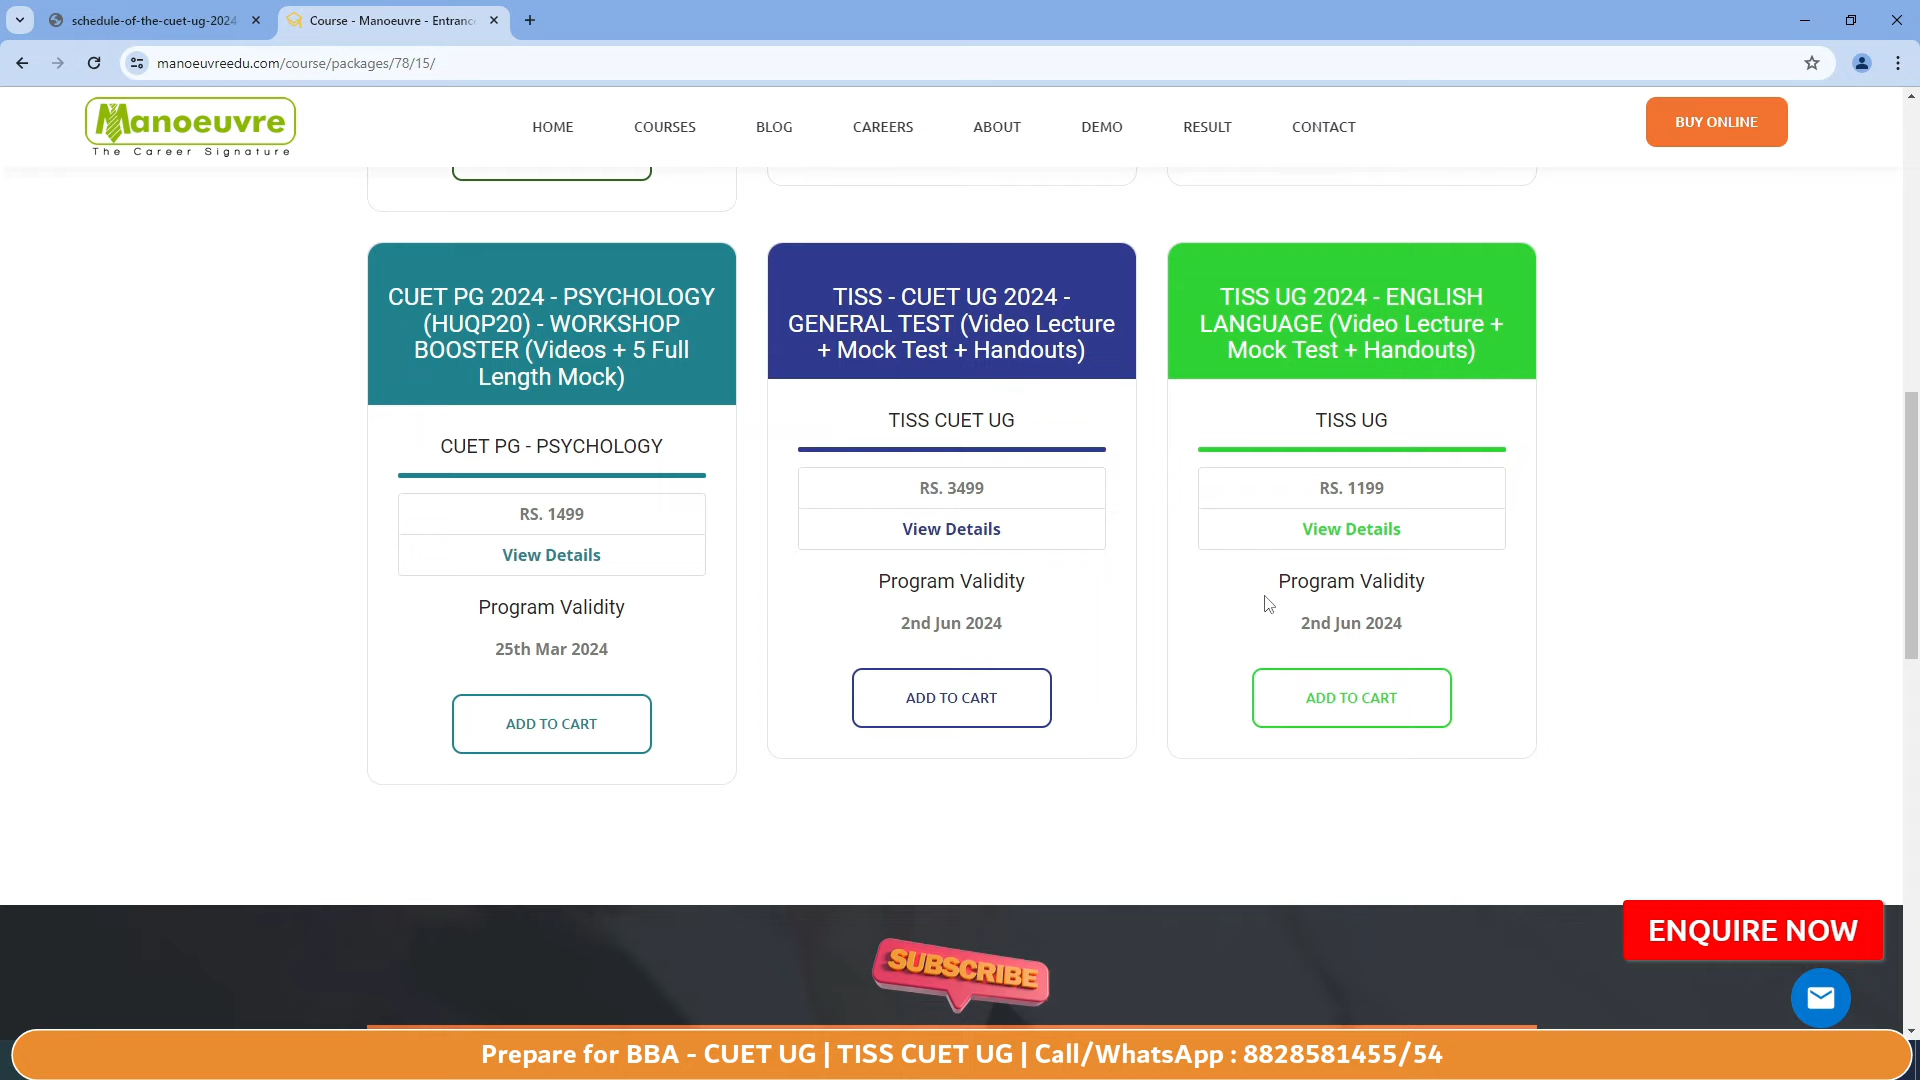 schedule-of-the-cuet-ug-2024
Course - Manoeuvre - Entranc
manoeuvreedu.com/course/packages/78/15/
Manoeuvre
The Career Signature
HOME
COURSES
BLOG
CAREERS
ABOUT
DEMO
RESULT
CONTACT
BUY ONLINE
CUET PG 2024 - PSYCHOLOGY
(HUQP20) - WORKSHOP
BOOSTER (Videos + 5 Full
Length Mock)
CUET PG - PSYCHOLOGY
RS. 1499
View Details
Program Validity
25th Mar 2024
ADD TO CART
TISS - CUET UG 2024 -
GENERAL TEST (Video Lecture
+ Mock Test + Handouts)
TISS CUET UG
RS. 3499
View Details
Program Validity
2nd Jun 2024
ADD TO CART
TISS UG 2024 - ENGLISH
LANGUAGE (Video Lecture +
Mock Test + Handouts)
TISS UG
RS. 1199
View Details
Program Validity
2nd Jun 2024
ADD TO CART
ENQUIRE NOW
SUBSCRIBE
Prepare for BBA - CUET UG | TISS CUET UG | Call/WhatsApp : 8828581455/54